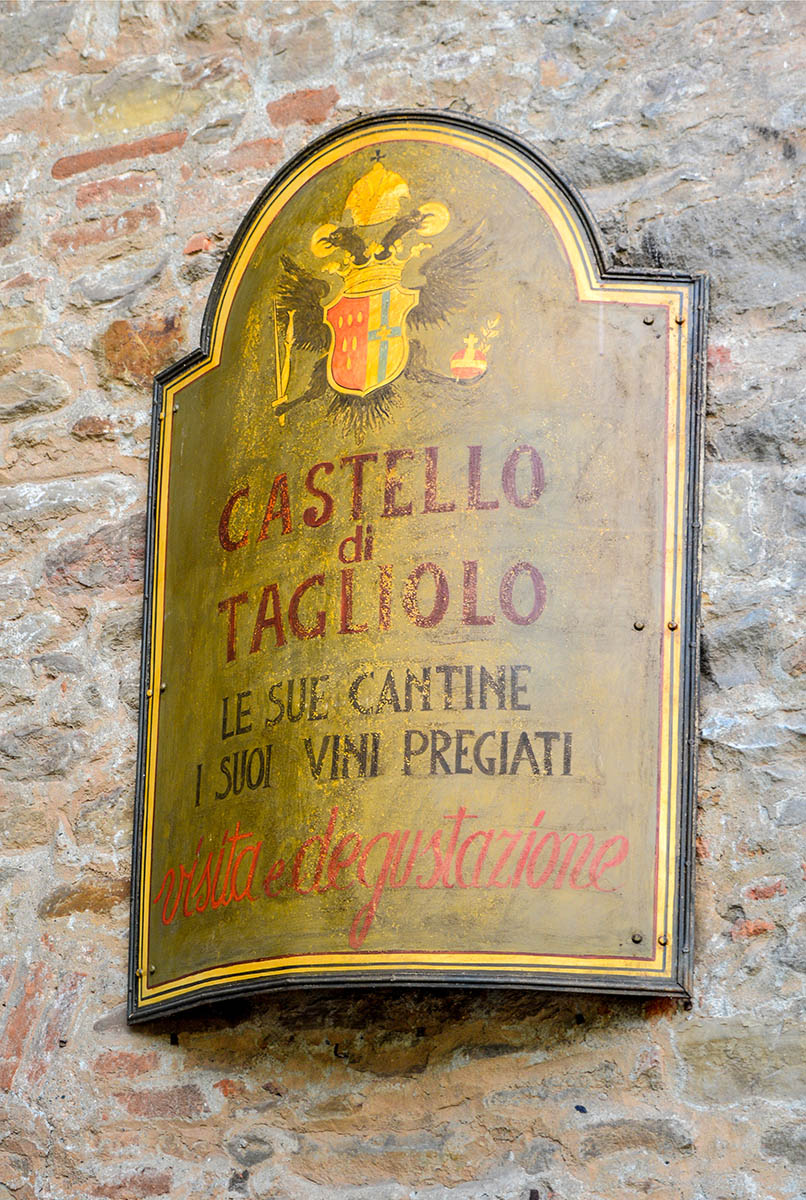 CASTELLO
di
TAGLIOLO
LE SUE CANTINE
I SUOI VINI PREGIATI
visita e degustazione